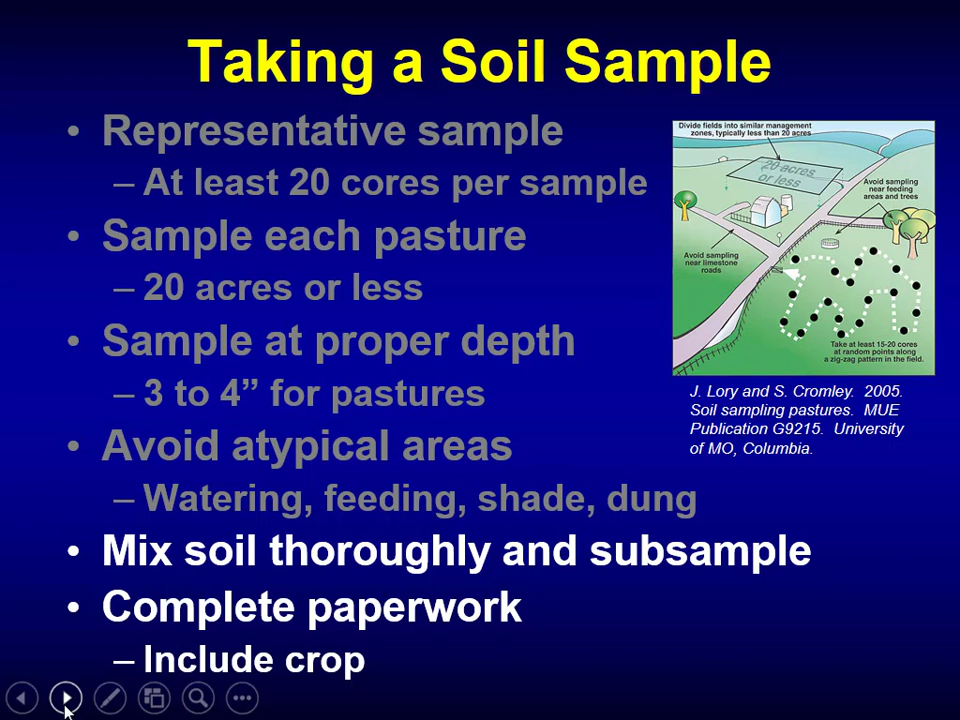 Taking a Soil Sample
• Representative sample
– At least 20 cores per sample
• Sample each pasture
– 20 acres or less
• Sample at proper depth
– 3 to 4” for pastures
• Avoid atypical areas
– Watering, feeding, shade, dung
• Mix soil thoroughly and subsample
• Complete paperwork
– Include crop
Divide fields into similar management
zones, typically less than 20 acres
20 acres
or less
Avoid sampling
near feeding
areas and trees
Avoid sampling
near limestone
roads
Take at least 15-20 cores
at random points along
a zig-zag pattern in the field.
J. Lory and S. Cromley. 2005.
Soil sampling pastures. MUE
Publication G9215. University
of MO, Columbia.